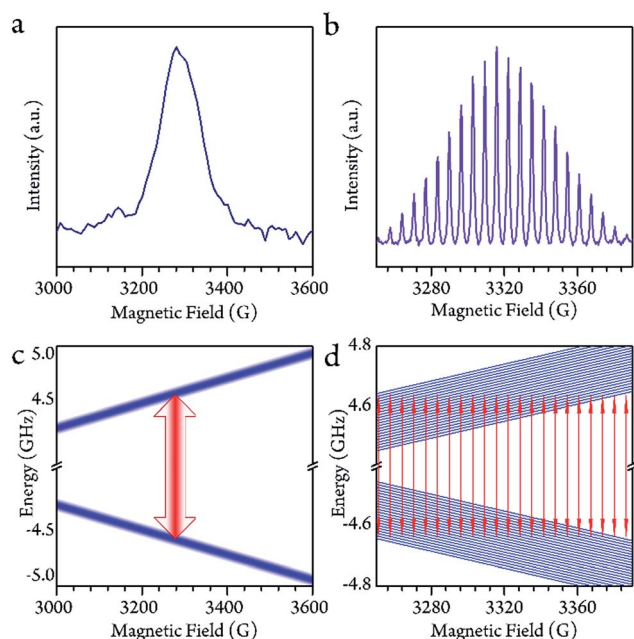 a
b
Intensity (a.u.)
Intensity (a.u.)
3000 3200 3400 3600
3280 3320 3360
Magnetic Field (G)
Magnetic Field (G)
c
d
5.0
4.5
-4.5
-5.0
Energy (GHz)
4.8
4.6
-4.6
-4.8
Energy (GHz)
3000 3200 3400 3600
3280 3320 3360
Magnetic Field (G)
Magnetic Field (G)